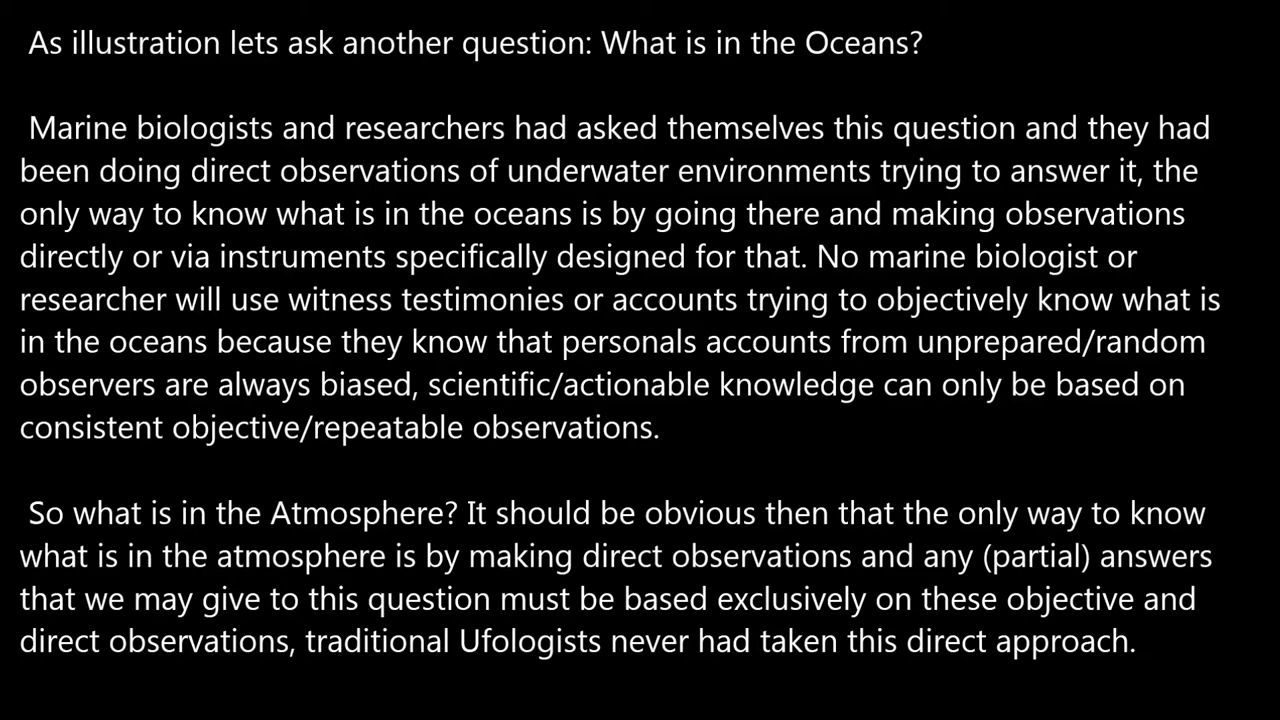 As illustration lets ask another question: What is in the Oceans?
Marine biologists and researchers had asked themselves this question and they had
been doing direct observations of underwater environments trying to answer it, the
only way to know what is in the oceans is by going there and making observations
directly or via instruments specifically designed for that. No marine biologist or
researcher will use witness testimonies or accounts trying to objectively know what is
in the oceans because they know that personals accounts from unprepared/random
observers are always biased, scientific/actionable knowledge can only be based on
consistent objective/repeatable observations.
So what is in the Atmosphere? It should be obvious then that the only way to know
what is in the atmosphere is by making direct observations and any (partial) answers
that we may give to this question must be based exclusively on these objective and
direct observations, traditional Ufologists never had taken this direct approach.